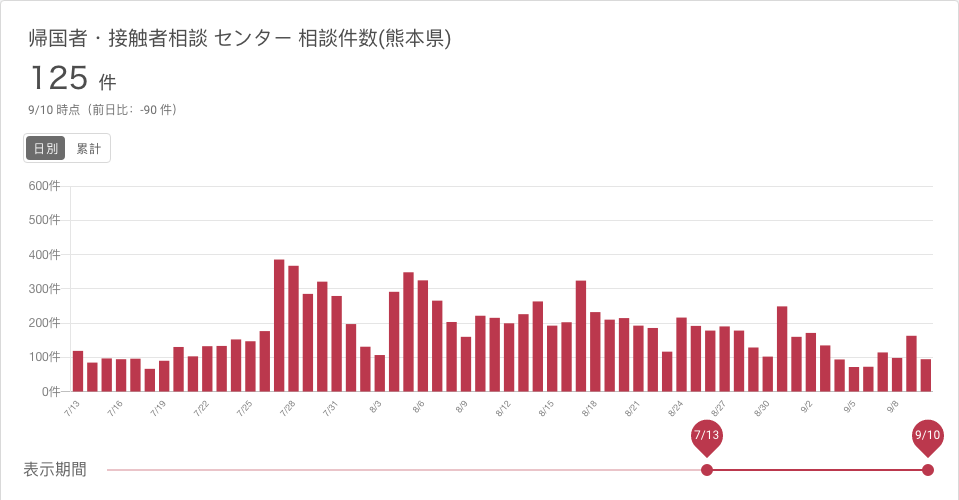 帰国者・接触者相談 センター 相談件数(熊本県)
125 件
9/10 時点（前日比： -90 件）
日別 累計
600件
500件
400件
300件
200件
100件
0件
7/13 7/16 7/19 7/22 7/25 7/28 7/31 8/3 8/6 8/9 8/12 8/15 8/18 8/21 8/24 8/27 8/30 9/2 9/5 9/8
7/13 9/10
表示期間